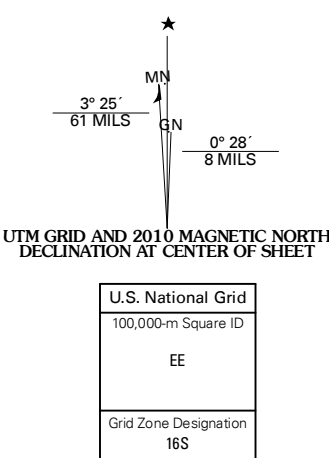 ★
MN
3° 25´
61 MILS
GN
0° 28´
8 MILS
UTM GRID AND 2010 MAGNETIC NORTH
DECLINATION AT CENTER OF SHEET
U.S. National Grid
100,000-m Square ID
EE
Grid Zone Designation
16S